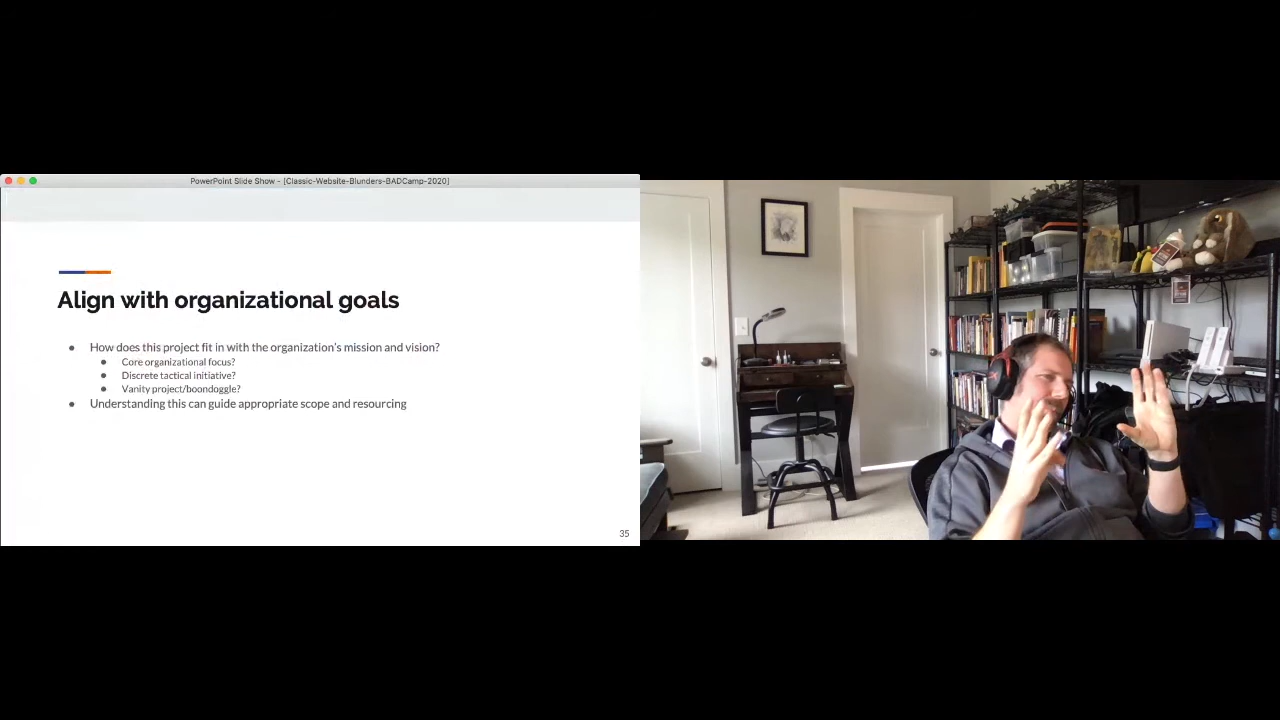 PowerPoint Slide Show - [Classic-Website-Blunders-BADCamp-2020]
Align with organizational goals
How does this project fit in with the organization's mission and vision?
Core organizational focus?
Discrete tactical initiative?
Vanity project/boondoggle?
Understanding this can guide appropriate scope and resourcing
35